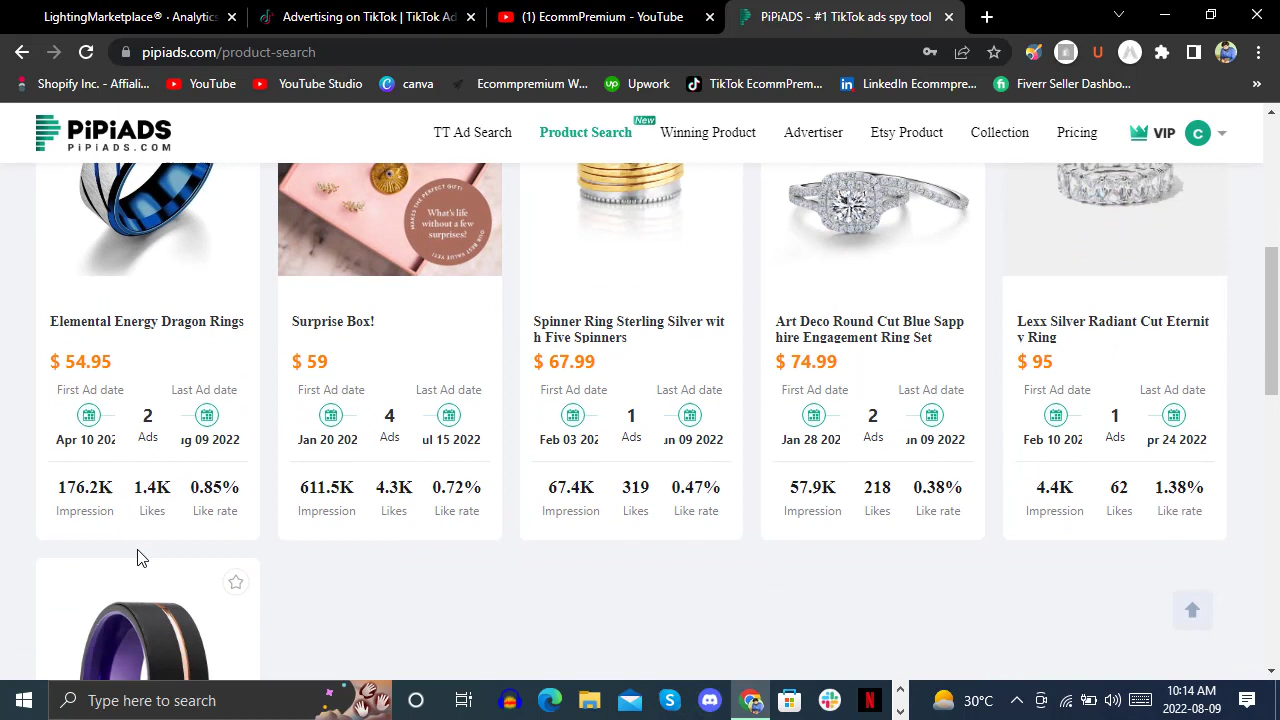 LightingMarketplace® · Analytics
Advertising on TikTok | TikTok Ad
(1) EcommPremium - YouTube
PiPiADS - #1 TikTok ads spy tool
pipiads.com/product-search
Shopify Inc. - Affiali...
YouTube
YouTube Studio
canva
Ecommpremium W...
Upwork
TikTok EcommPrem...
LinkedIn Ecommpre...
Fiverr Seller Dashbo...
PiPiADS
PiPiADS.COM
TT Ad Search
Product Search
New
Winning Product
Advertiser
Etsy Product
Collection
Pricing
VIP
C
MAKES THE PERFECT GIFT!
What's life
without a few
surprises?
OUR BEST VALUE YET!
Elemental Energy Dragon Rings
$ 54.95
First Ad date
2
Ads
Last Ad date
Apr 10 202
ug 09 2022
176.2K
Impression
1.4K
Likes
0.85%
Like rate
Surprise Box!
$ 59
First Ad date
4
Ads
Last Ad date
Jan 20 202
ul 15 2022
611.5K
Impression
4.3K
Likes
0.72%
Like rate
Spinner Ring Sterling Silver wit
h Five Spinners
$ 67.99
First Ad date
1
Ads
Last Ad date
Feb 03 202
un 09 2022
67.4K
Impression
319
Likes
0.47%
Like rate
Art Deco Round Cut Blue Sapp
hire Engagement Ring Set
$ 74.99
First Ad date
2
Ads
Last Ad date
Jan 28 202
un 09 2022
57.9K
Impression
218
Likes
0.38%
Like rate
Lexx Silver Radiant Cut Eternit
y Ring
$ 95
First Ad date
1
Ads
Last Ad date
Feb 10 202
pr 24 2022
4.4K
Impression
62
Likes
1.38%
Like rate
Type here to search
30°C
10:14 AM
2022-08-09